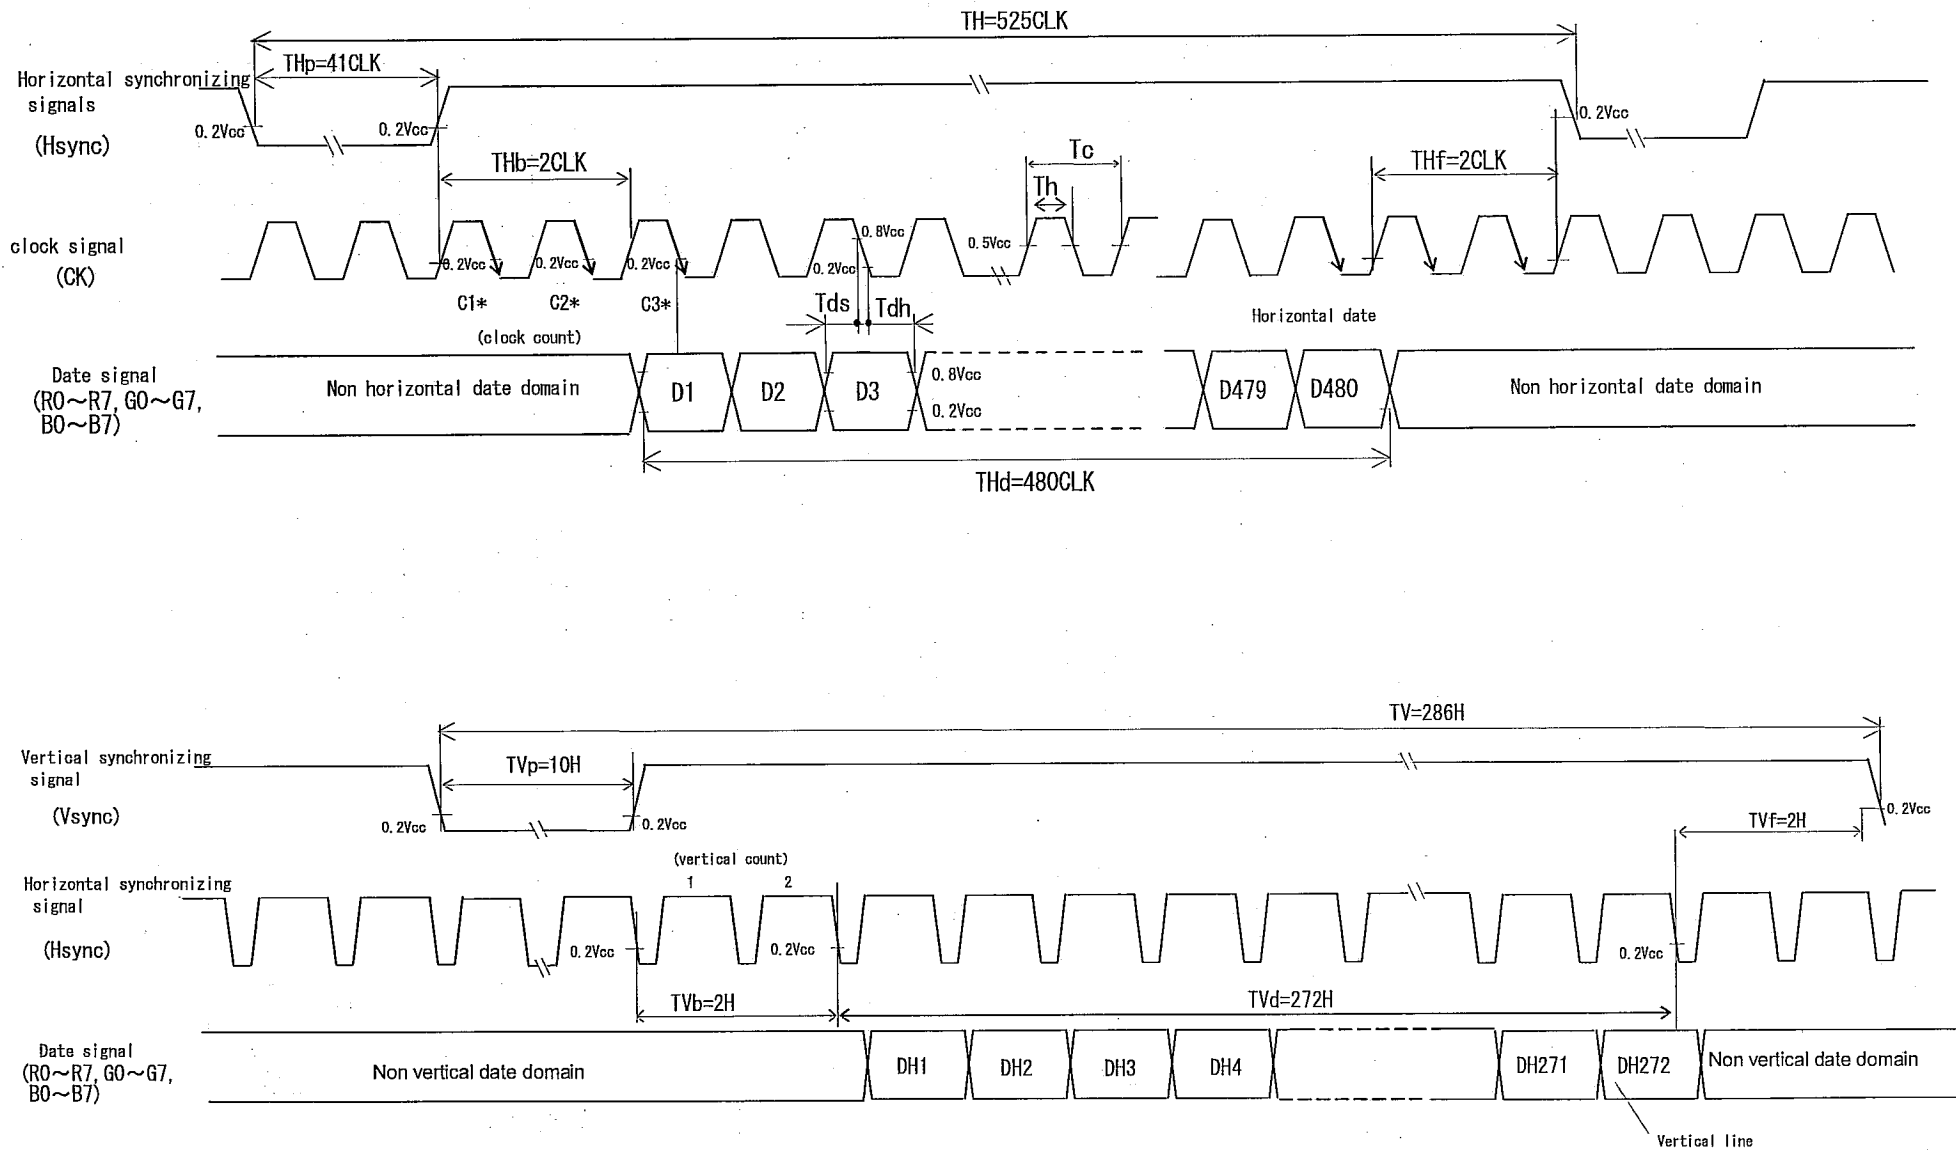 TH=525CLK
THp=41CLK
Horizontal synchronizing
signals
(Hsync)
0.2Vcc
0.2Vcc
0.2Vcc
THb=2CLK
Tc
Th
THf=2CLK
clock signal
(CK)
0.2Vcc
0.2Vcc
0.2Vcc
0.8Vcc
0.2Vcc
0.5Vcc
C1*
C2*
C3*
(clock count)
Tds
Tdh
Horizontal date
Date signal
(R0～R7, G0～G7,
B0～B7)
Non horizontal date domain
D1
D2
D3
0.8Vcc
0.2Vcc
D479
D480
Non horizontal date domain
THd=480CLK
TV=286H
Vertical synchronizing
signal
(Vsync)
TVp=10H
0.2Vcc
0.2Vcc
0.2Vcc
TVf=2H
(vertical count)
1
2
Horizontal synchronizing
signal
(Hsync)
0.2Vcc
0.2Vcc
0.2Vcc
TVb=2H
TVd=272H
Date signal
(R0～R7, G0～G7,
B0～B7)
Non vertical date domain
DH1
DH2
DH3
DH4
DH271
DH272
Non vertical date domain
Vertical line